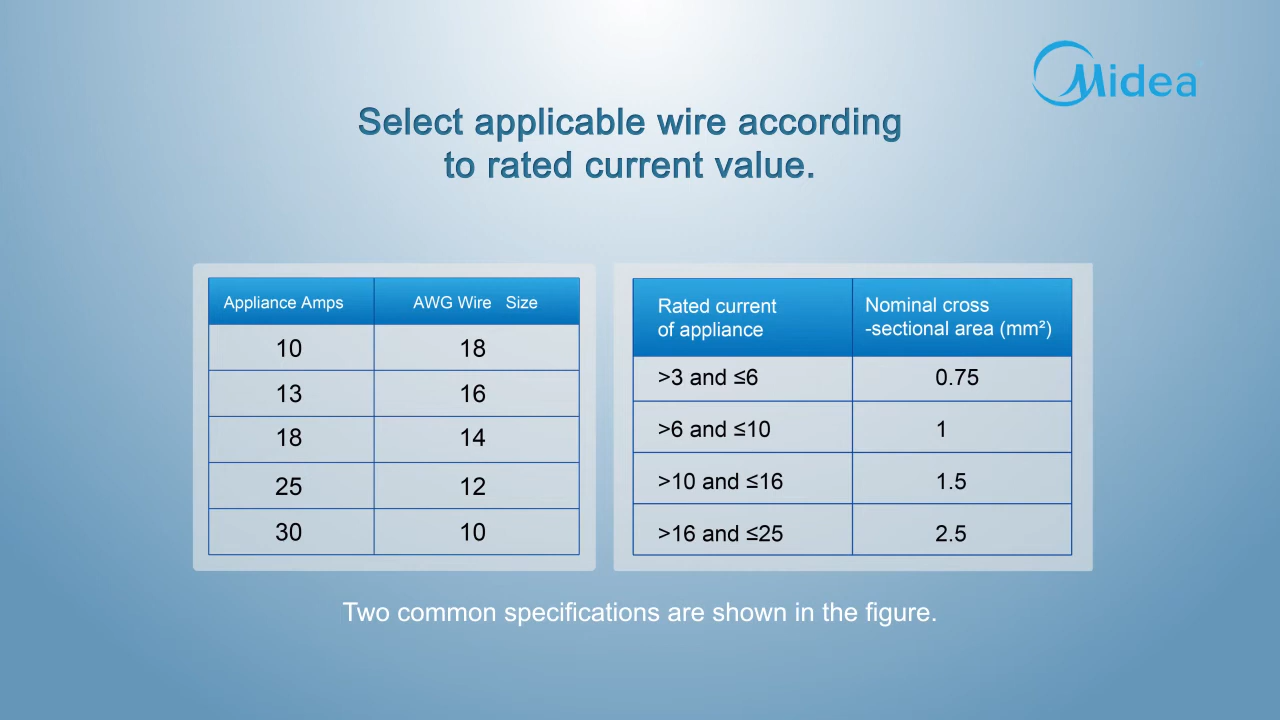 Midea
Select applicable wire according
to rated current value.
Appliance Amps AWG Wire Size
10 18
13 16
18 14
25 12
30 10
Rated current
of appliance
Nominal cross
-sectional area (mm²)
>3 and ≤6 0.75
>6 and ≤10 1
>10 and ≤16 1.5
>16 and ≤25 2.5
Two common specifications are shown in the figure.